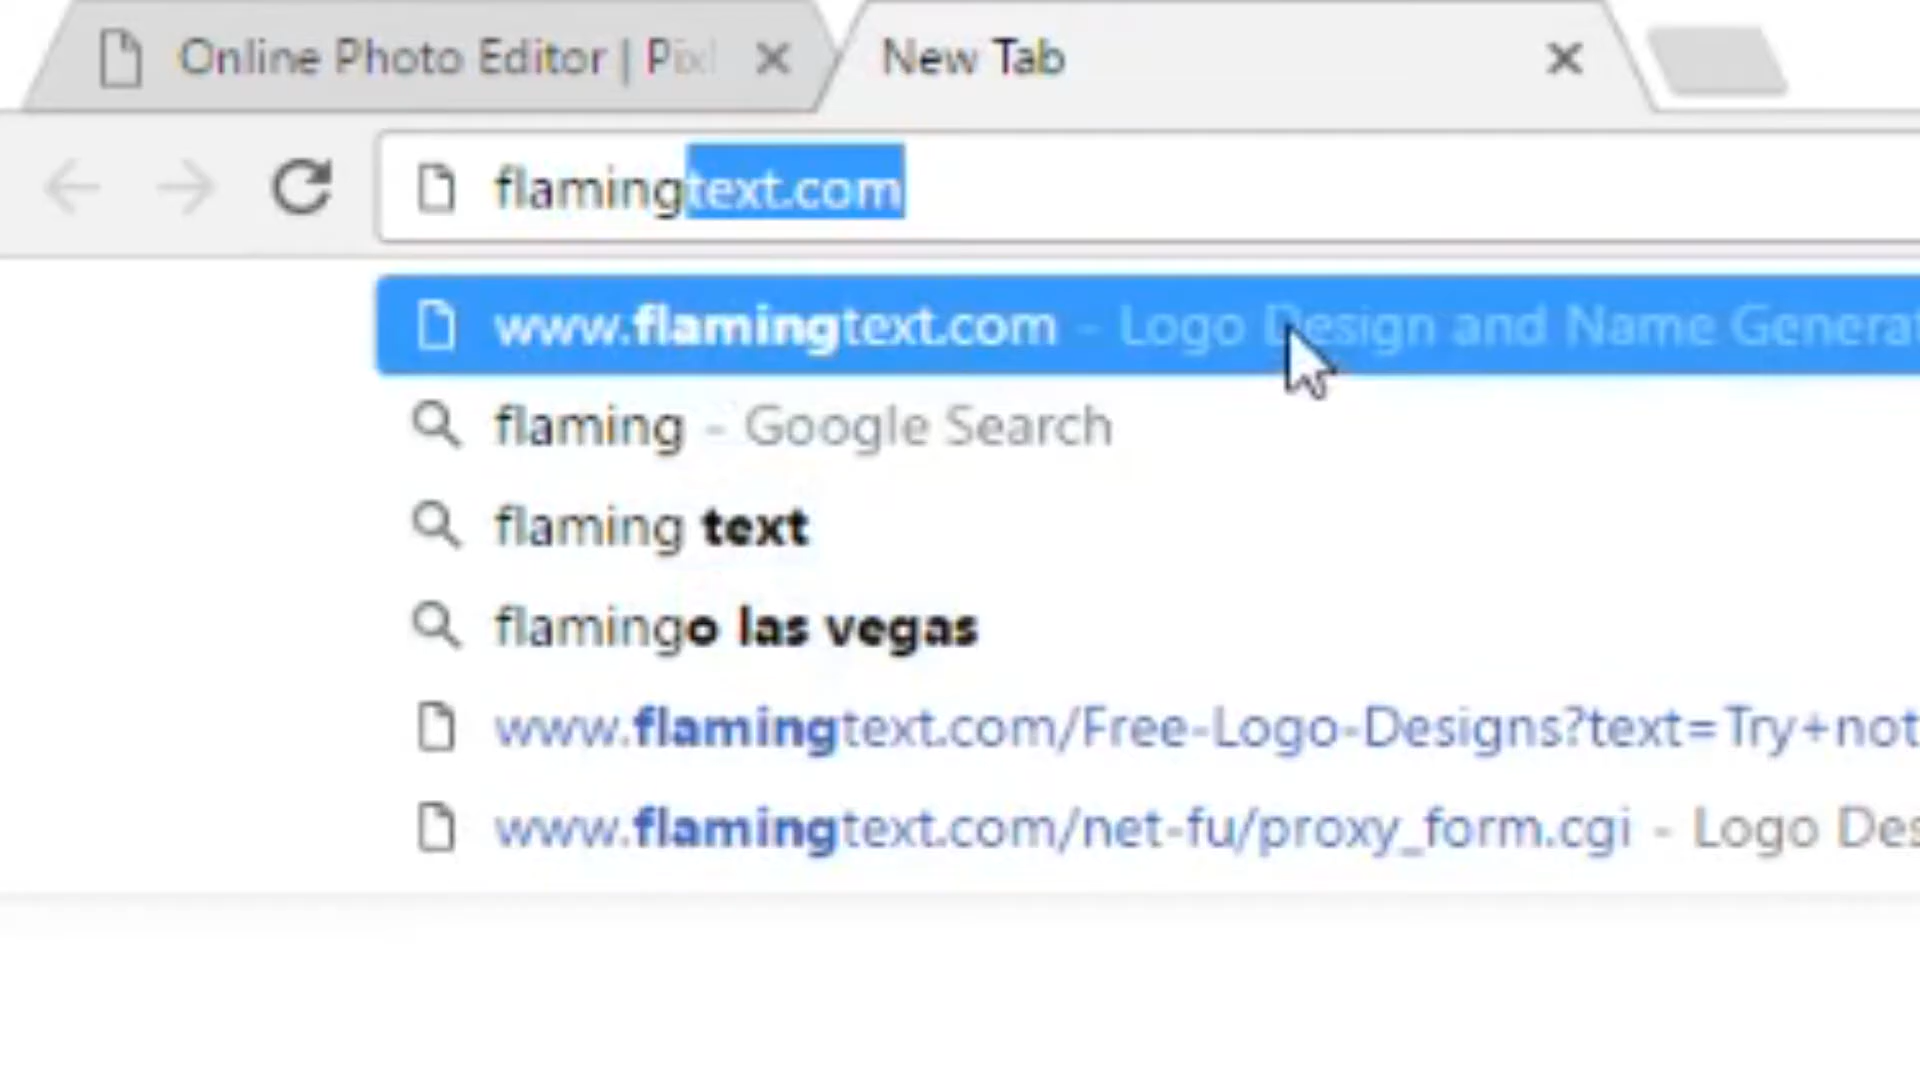 Online Photo Editor | Pixl
New Tab
flamingtext.com
www.flamingtext.com - Logo Design and Name Generat
flaming - Google Search
flaming text
flamingo las vegas
www.flamingtext.com/Free-Logo-Designs?text=Try+not
www.flamingtext.com/net-fu/proxy_form.cgi - Logo Des